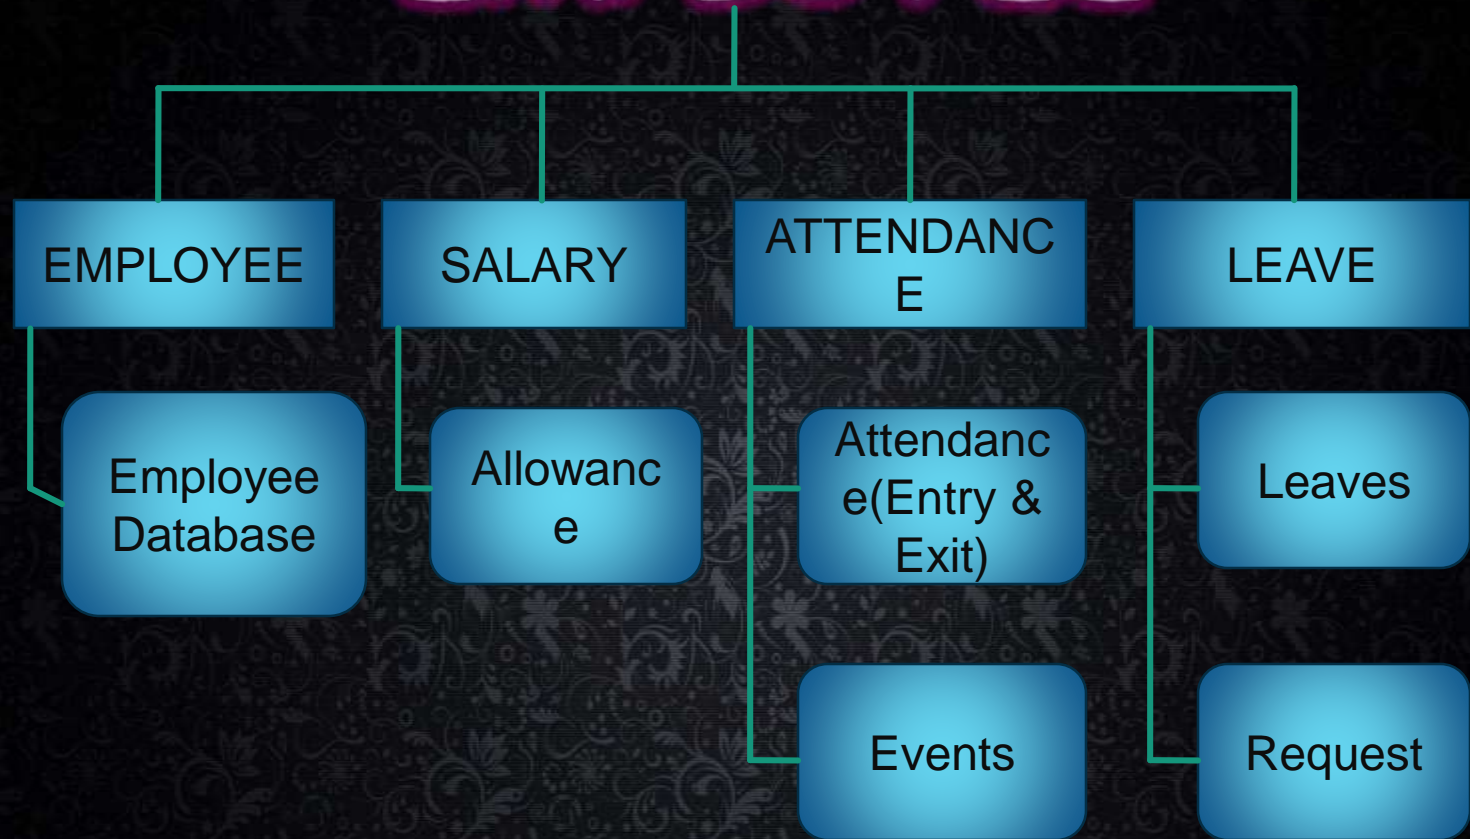 EMPLOYEE
SALARY
ATTENDANC
E
LEAVE
Employee
Database
Allowanc
e
Attendanc
e(Entry &
Exit)
Leaves
Events
Request